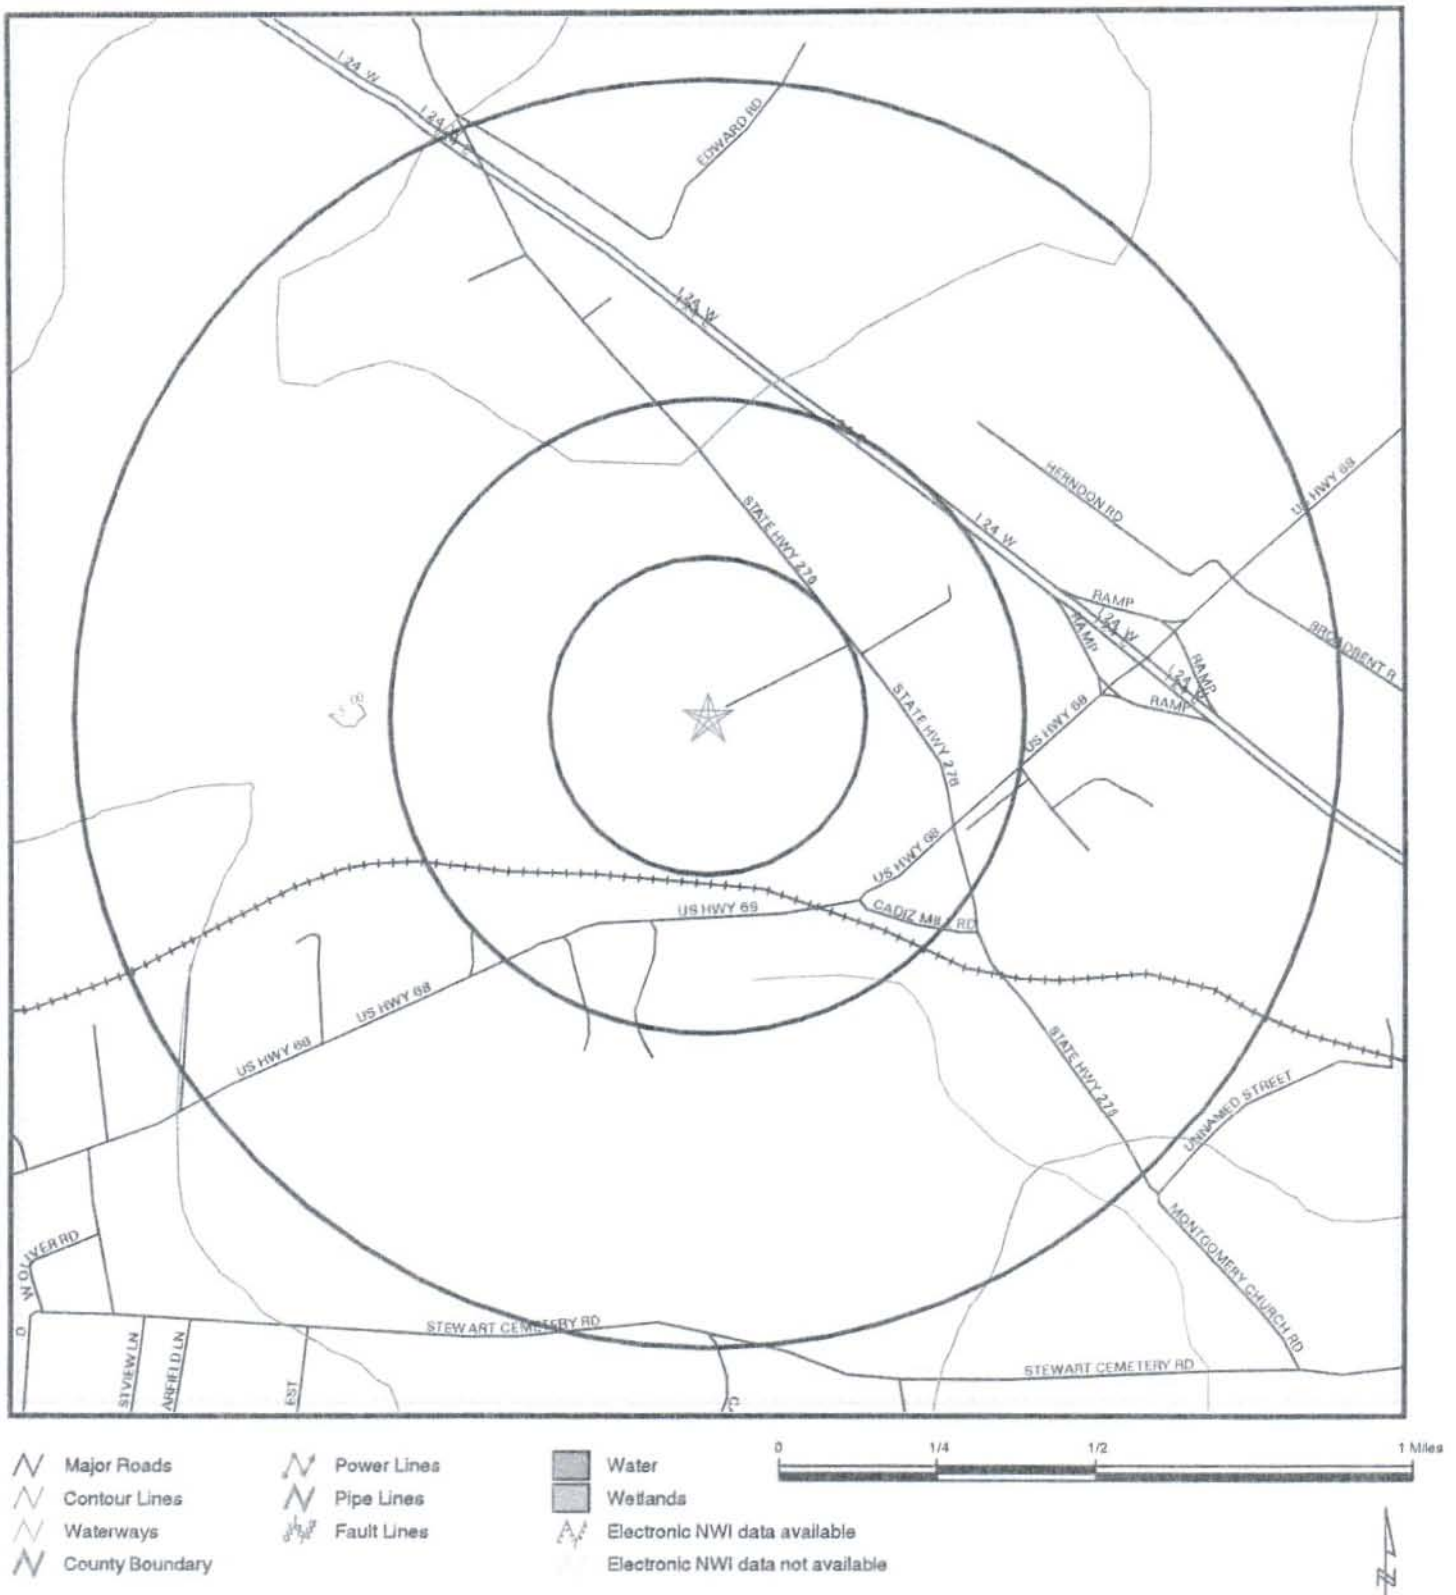 I 24 W
I 24 W
EDWARD RD
I 24 W
HERNDON RD
US HWY 68
STATE HWY 276
I 24 W
RAMP
I 24 W
RAMP
BROADBENT R
RAMP
I 24
STATE HWY 276
RAMP
US HWY 68
US HWY 68
US HWY 68
CADIZ MILL RD
US HWY 68
US HWY 68
STATE HWY 276
UNNAMED STREET
W OLIVER RD
MONTGOMERY CHURCH RD
STEWART CEMETERY RD
STEWART CEMETERY RD
STVIEW LN
ARFIELD LN
EST
0 1/4 1/2 1 Miles
Major Roads
Contour Lines
Waterways
County Boundary
Power Lines
Pipe Lines
Fault Lines
Water
Wetlands
Electronic NWI data available
Electronic NWI data not available
N